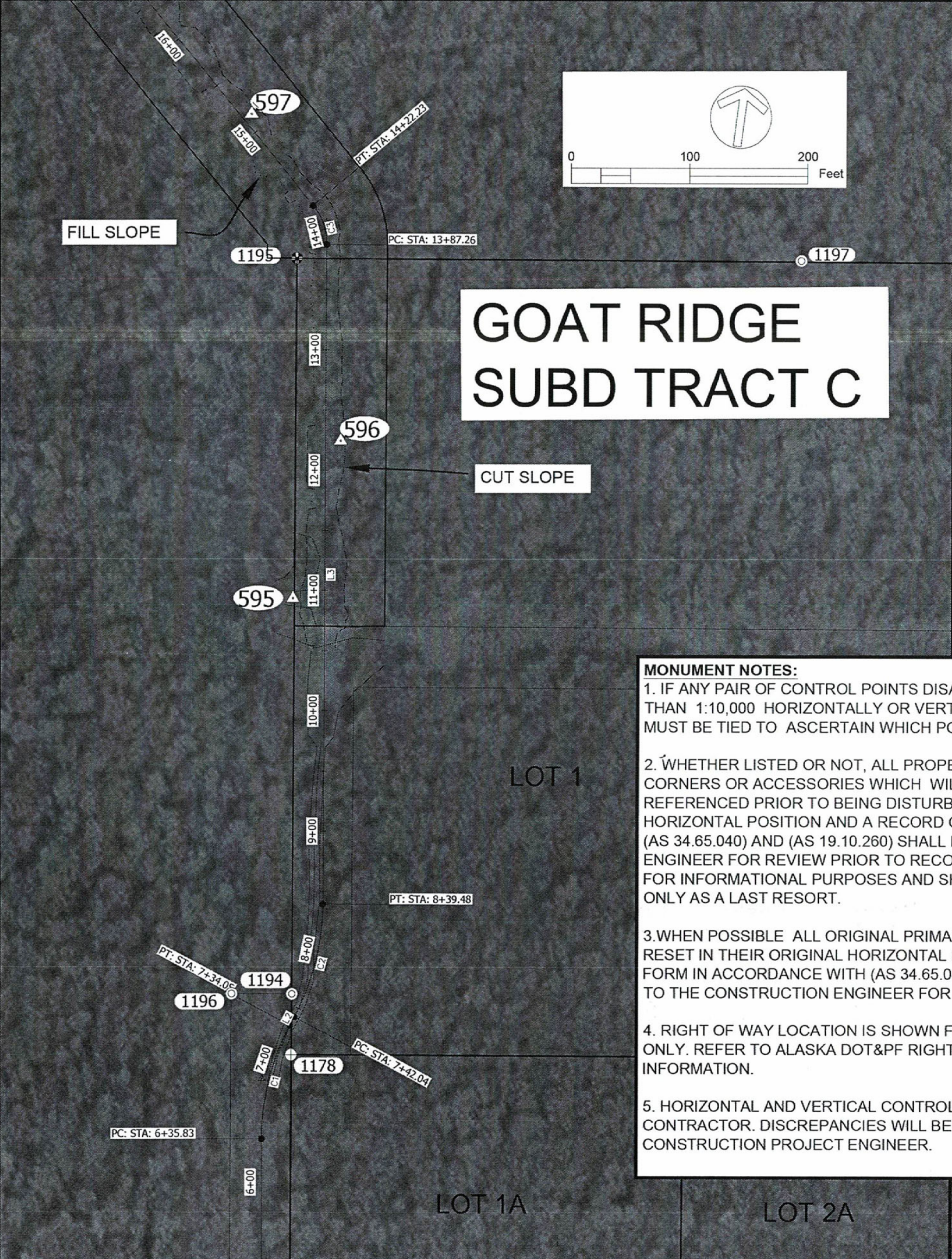 16+00
597
15+00
PT: STA: 14+22.23
0 100 200
Feet
FILL SLOPE
14+00
C3
PC: STA: 13+87.26
1195
1197
GOAT RIDGE
SUBD TRACT C
13+00
596
12+00
CUT SLOPE
595
11+00
L3
10+00
MONUMENT NOTES:
1. IF ANY PAIR OF CONTROL POINTS DISA
THAN 1:10,000 HORIZONTALLY OR VERT
MUST BE TIED TO ASCERTAIN WHICH PO
2. WHETHER LISTED OR NOT, ALL PROPE
CORNERS OR ACCESSORIES WHICH WIL
REFERENCED PRIOR TO BEING DISTURB
HORIZONTAL POSITION AND A RECORD O
(AS 34.65.040) AND (AS 19.10.260) SHALL
ENGINEER FOR REVIEW PRIOR TO RECO
FOR INFORMATIONAL PURPOSES AND S
ONLY AS A LAST RESORT.
3.WHEN POSSIBLE ALL ORIGINAL PRIMA
RESET IN THEIR ORIGINAL HORIZONTAL
FORM IN ACCORDANCE WITH (AS 34.65.0
TO THE CONSTRUCTION ENGINEER FOR
4. RIGHT OF WAY LOCATION IS SHOWN F
ONLY. REFER TO ALASKA DOT&PF RIGHT
INFORMATION.
5. HORIZONTAL AND VERTICAL CONTROL
CONTRACTOR. DISCREPANCIES WILL BE
CONSTRUCTION PROJECT ENGINEER.
LOT 1
9+00
PT: STA: 8+39.48
8+00
C2
PT: STA: 7+34.05
1194
1196
C2
PC: STA: 7+42.04
7+00
1178
C1
PC: STA: 6+35.83
6+00
LOT 1A
LOT 2A